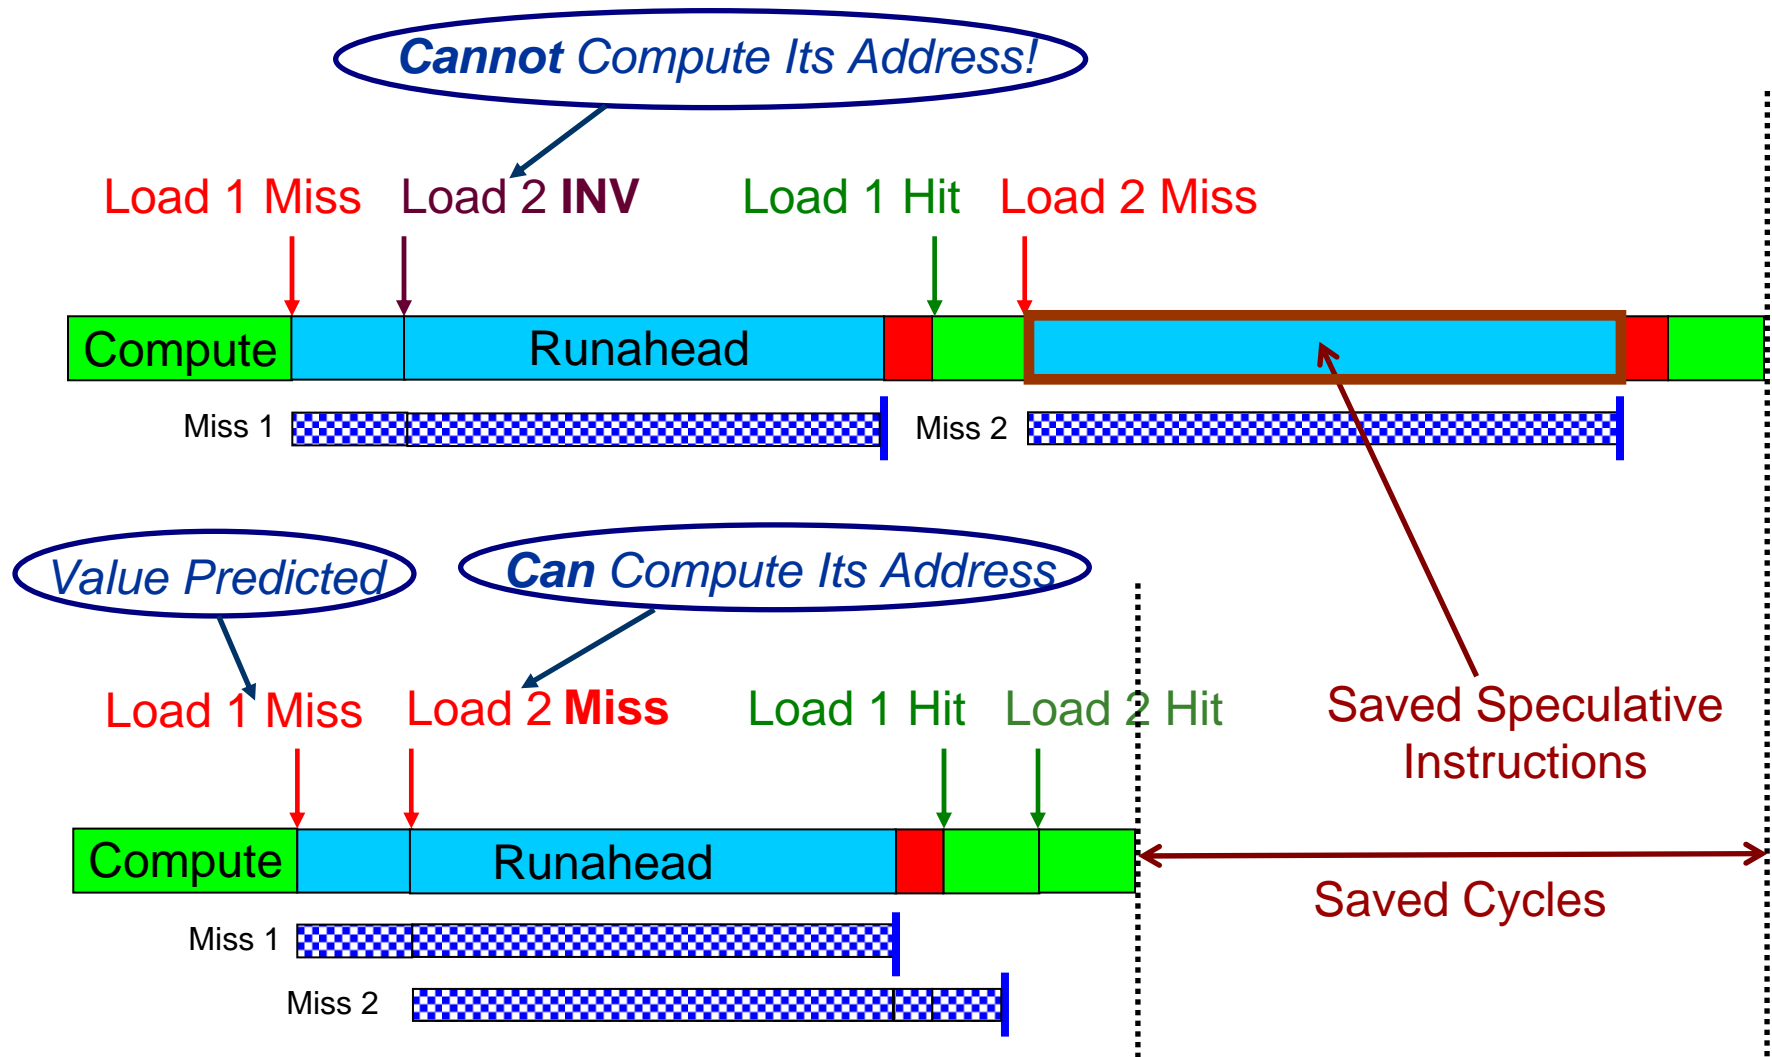 Cannot Compute Its Address!
Load 1 Miss Load 2 INV Load 1 Hit Load 2 Miss
Compute Runahead
Miss 1 Miss 2
Value Predicted Can Compute Its Address
Load 1 Miss Load 2 Miss Load 1 Hit Load 2 Hit
Saved Speculative
Instructions
Compute Runahead
Saved Cycles
Miss 1
Miss 2